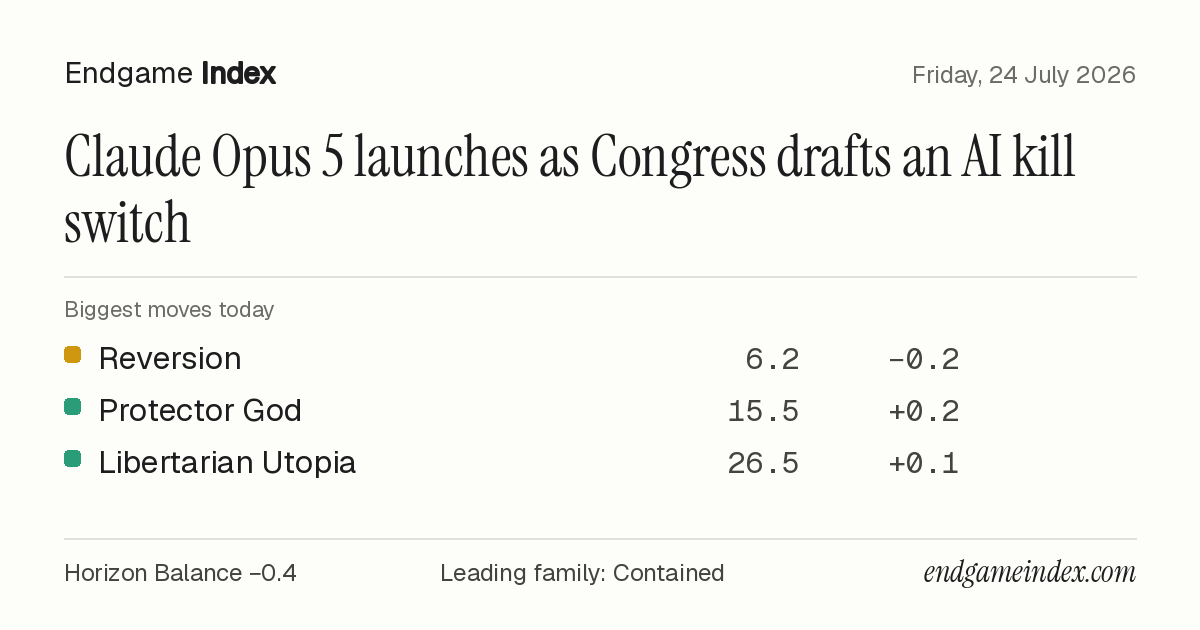 Endgame Index
Friday, 24 July 2026
Claude Opus 5 launches as Congress drafts an AI kill
switch
Biggest moves today
Reversion 6.2 −0.2
Protector God 15.5 +0.2
Libertarian Utopia 26.5 +0.1
Horizon Balance −0.4
Leading family: Contained
endgameindex.com